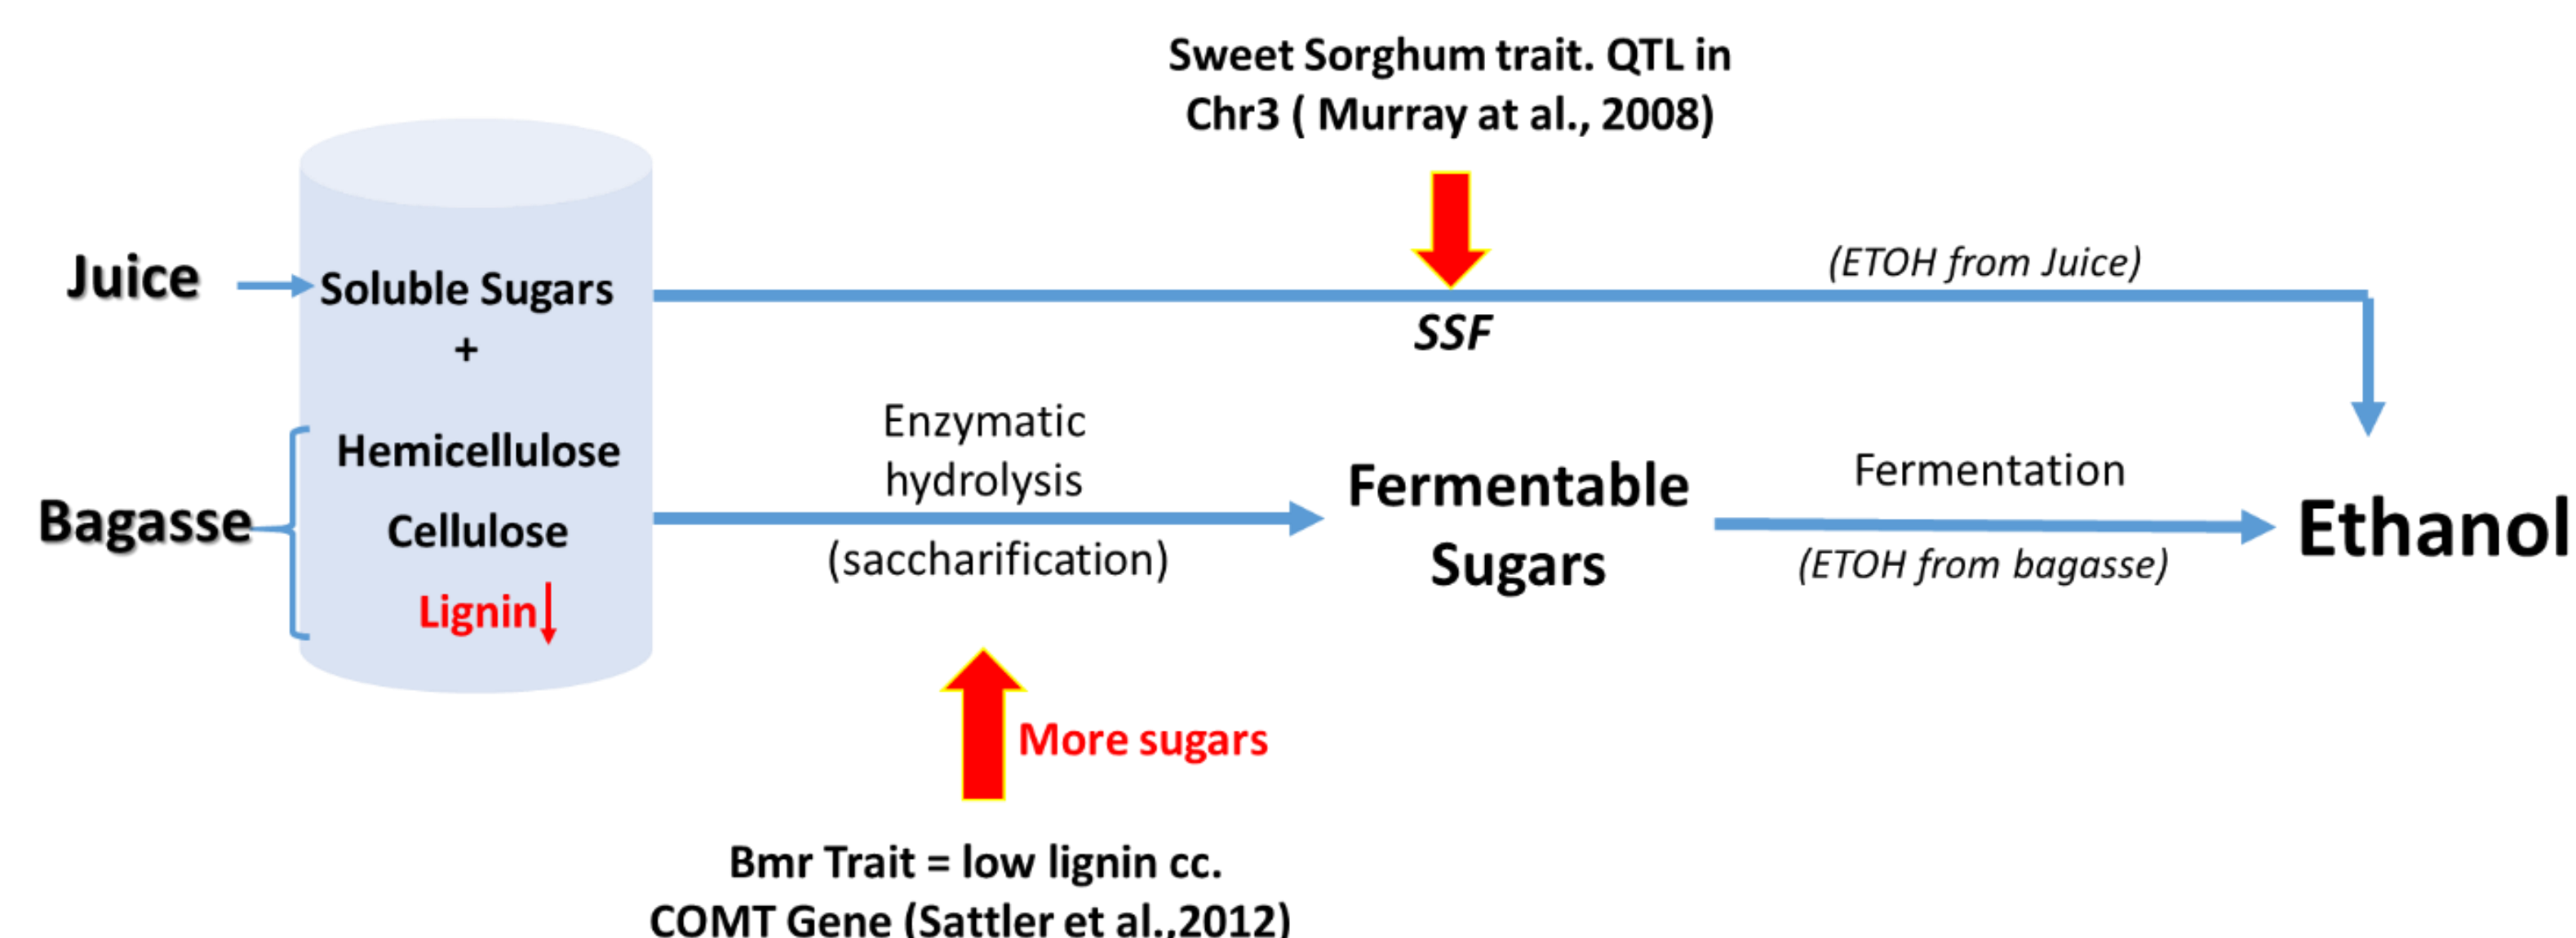 Sweet Sorghum trait. QTL in
Chr3 ( Murray at al., 2008)
Juice
Soluble Sugars
+
(ETOH from Juice)
SSF
Bagasse
Hemicellulose
Cellulose
Lignin
Enzymatic
hydrolysis
(saccharification)
Fermentable
Sugars
Fermentation
(ETOH from bagasse)
Ethanol
More sugars
Bmr Trait = low lignin cc.
COMT Gene (Sattler et al.,2012)